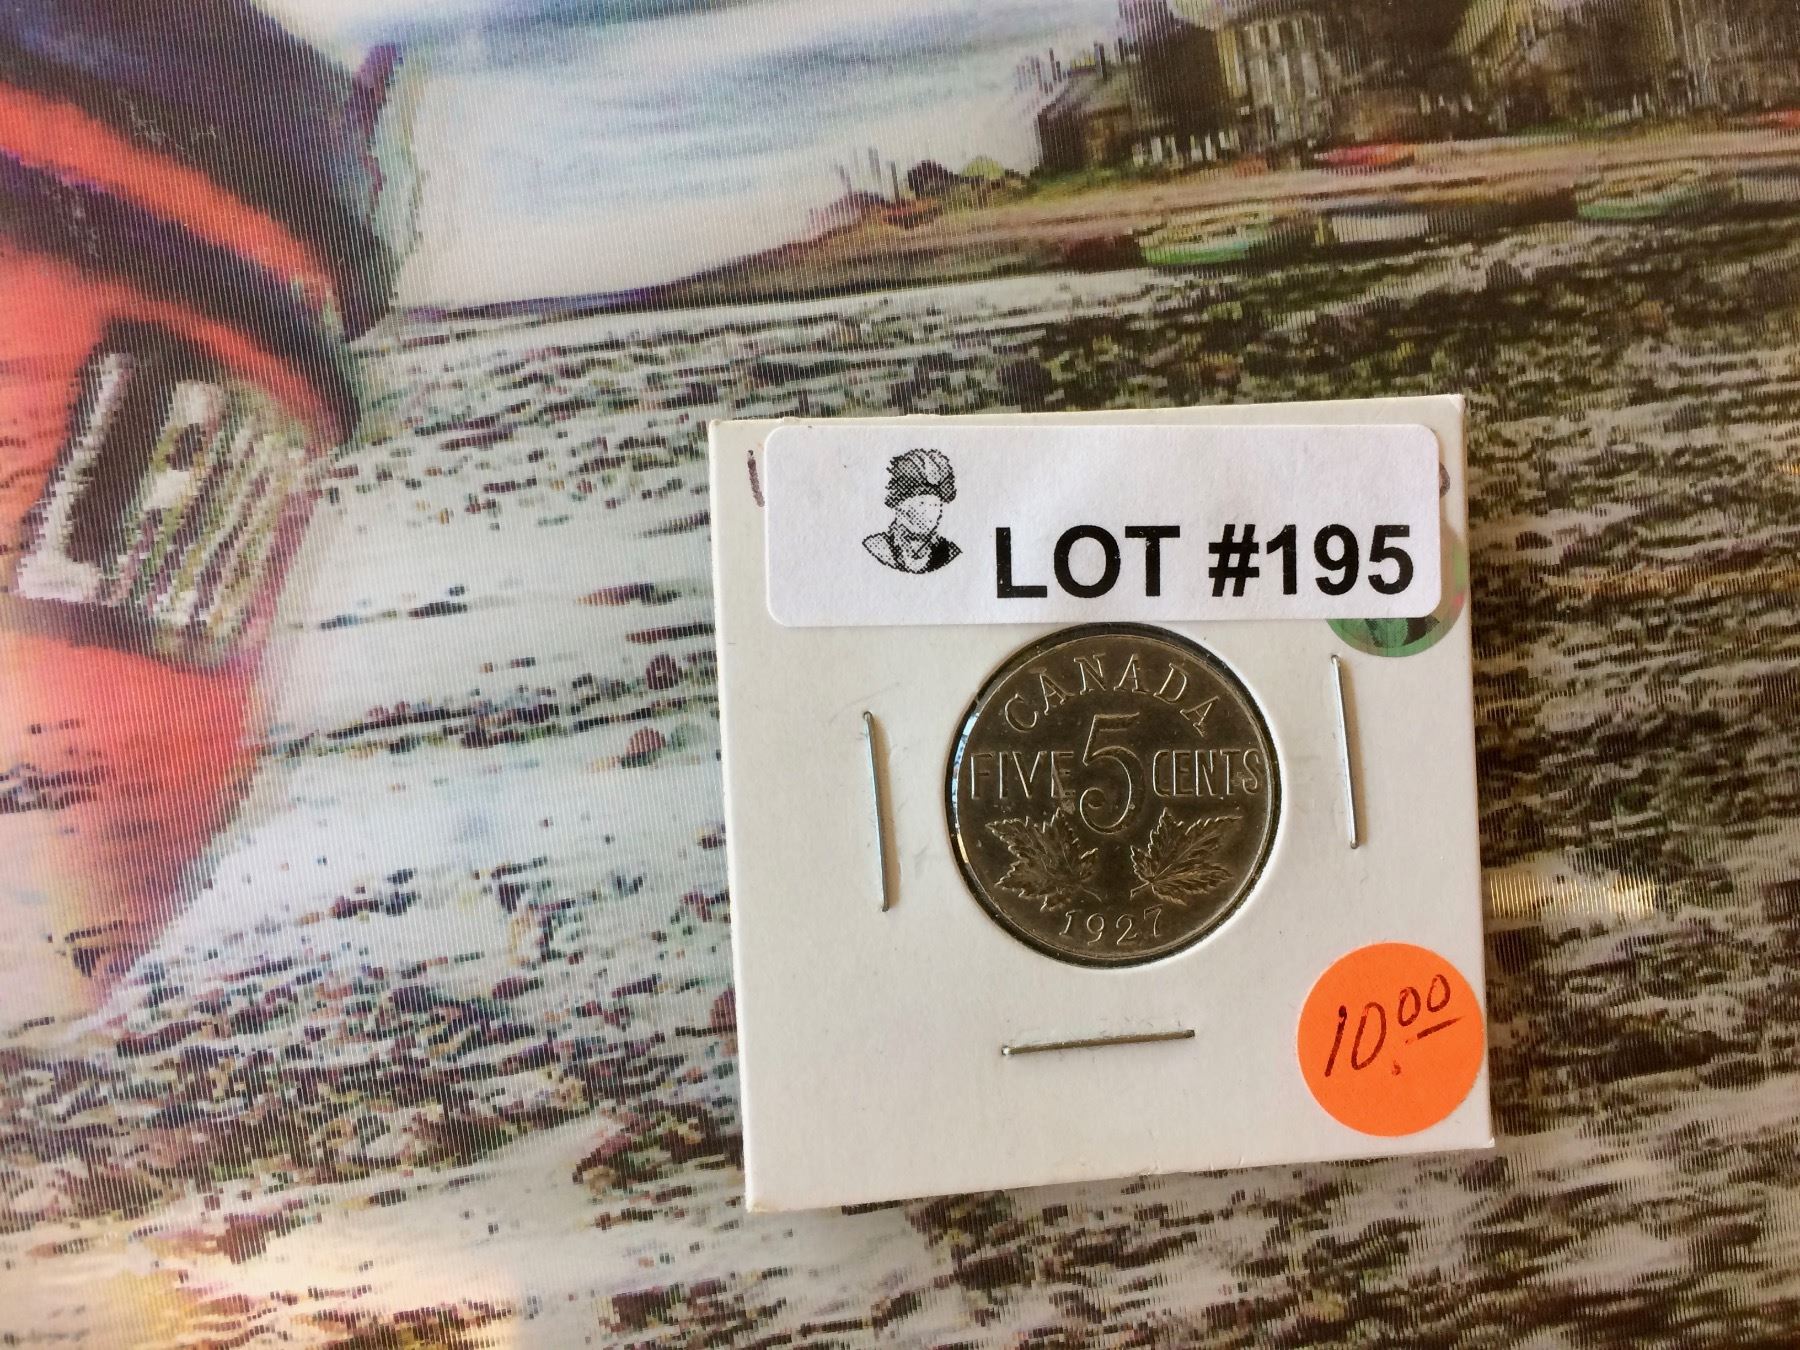 LOT #195
CANADA
FIVE 5 CENTS
1927
10.00